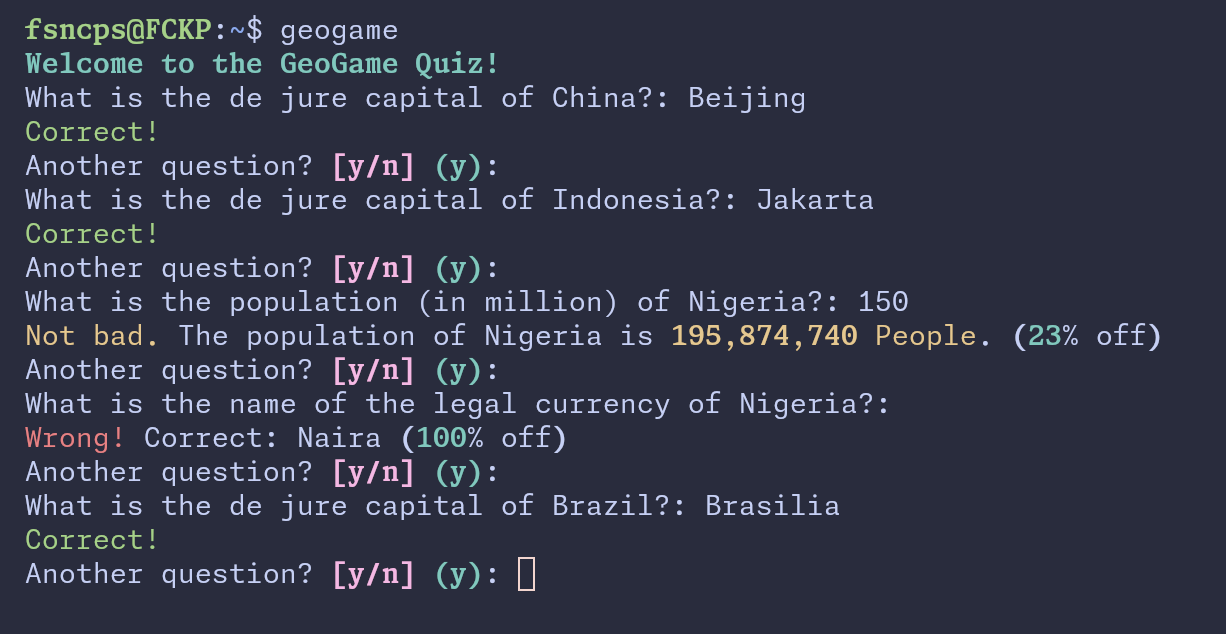 fsncps@FCKP:~$ geogame
Welcome to the GeoGame Quiz!
What is the de jure capital of China?: Beijing
Correct!
Another question? [y/n] (y):
What is the de jure capital of Indonesia?: Jakarta
Correct!
Another question? [y/n] (y):
What is the population (in million) of Nigeria?: 150
Not bad. The population of Nigeria is 195,874,740 People. (23% off)
Another question? [y/n] (y):
What is the name of the legal currency of Nigeria?:
Wrong! Correct: Naira (100% off)
Another question? [y/n] (y):
What is the de jure capital of Brazil?: Brasilia
Correct!
Another question? [y/n] (y):